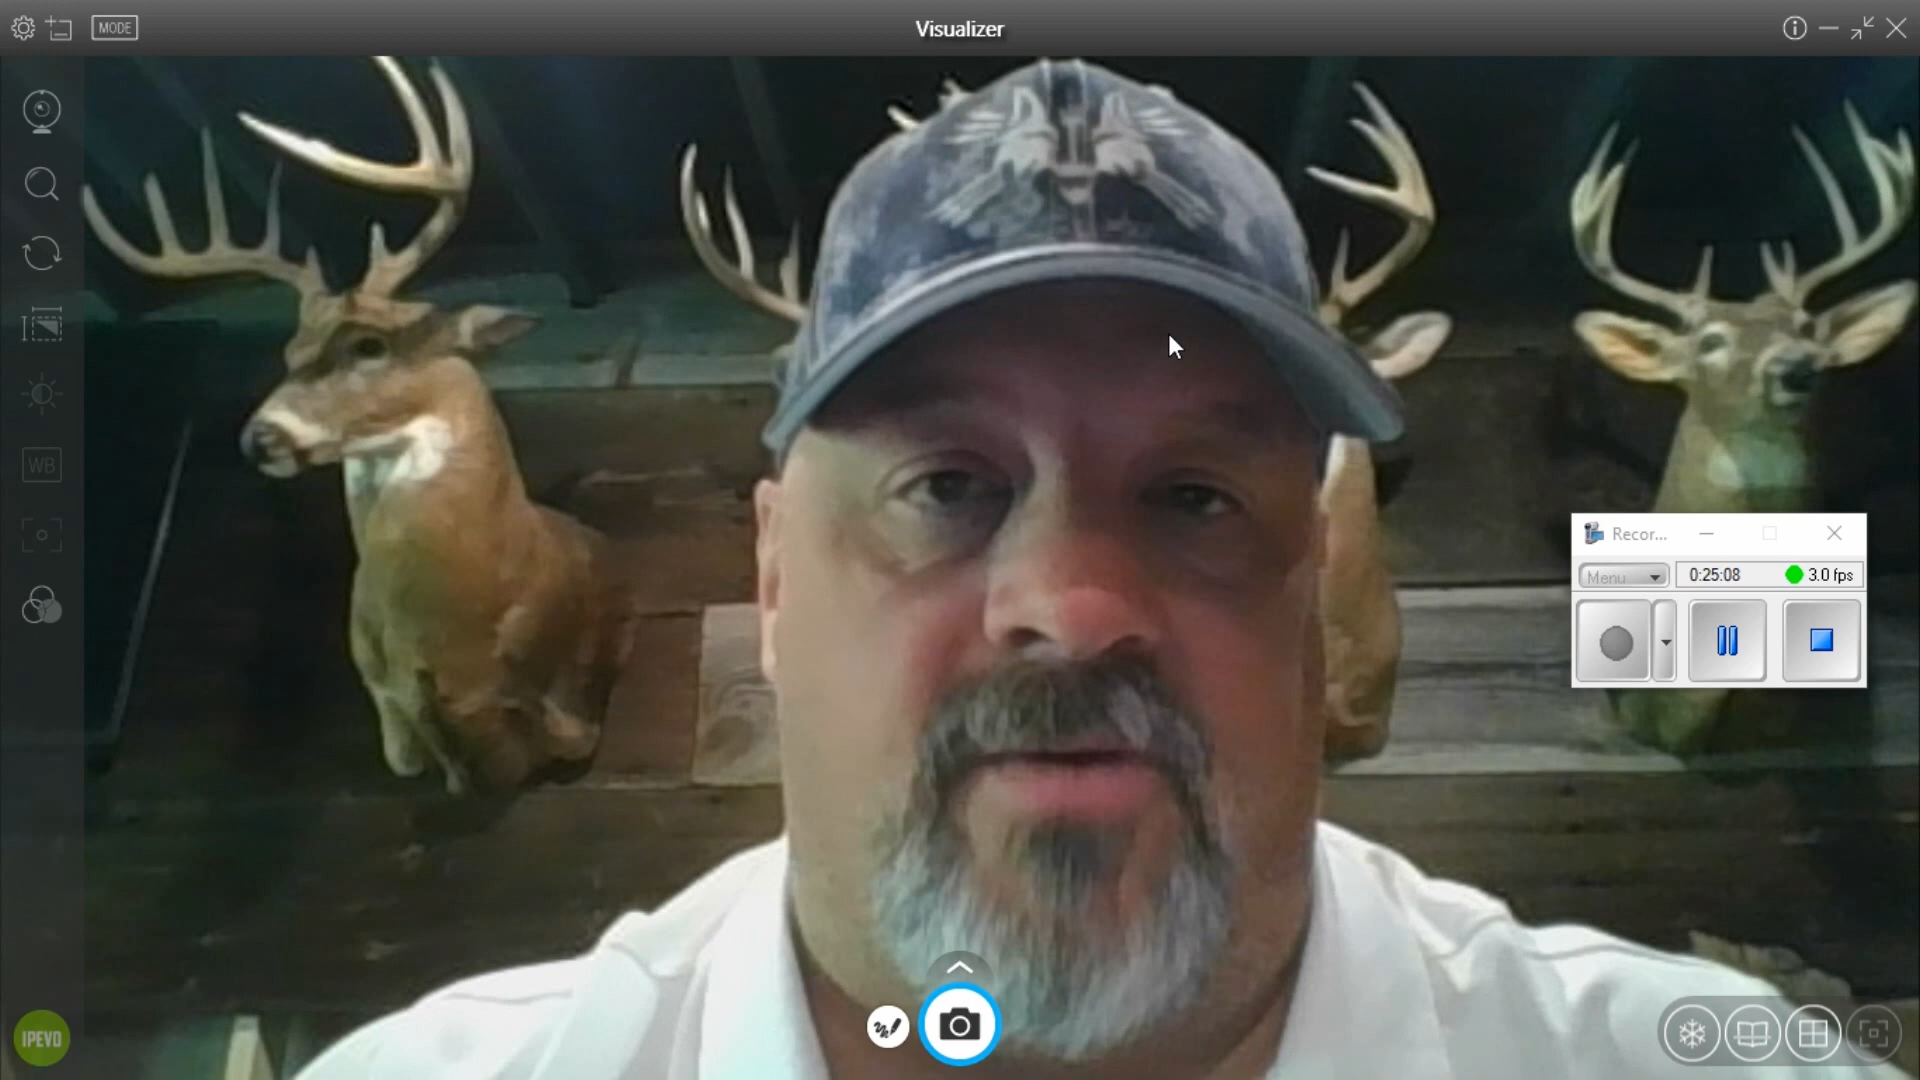 MODE
Visualizer
WB
Recor...
Menu
0:25:08
3.0 fps
IPEVO